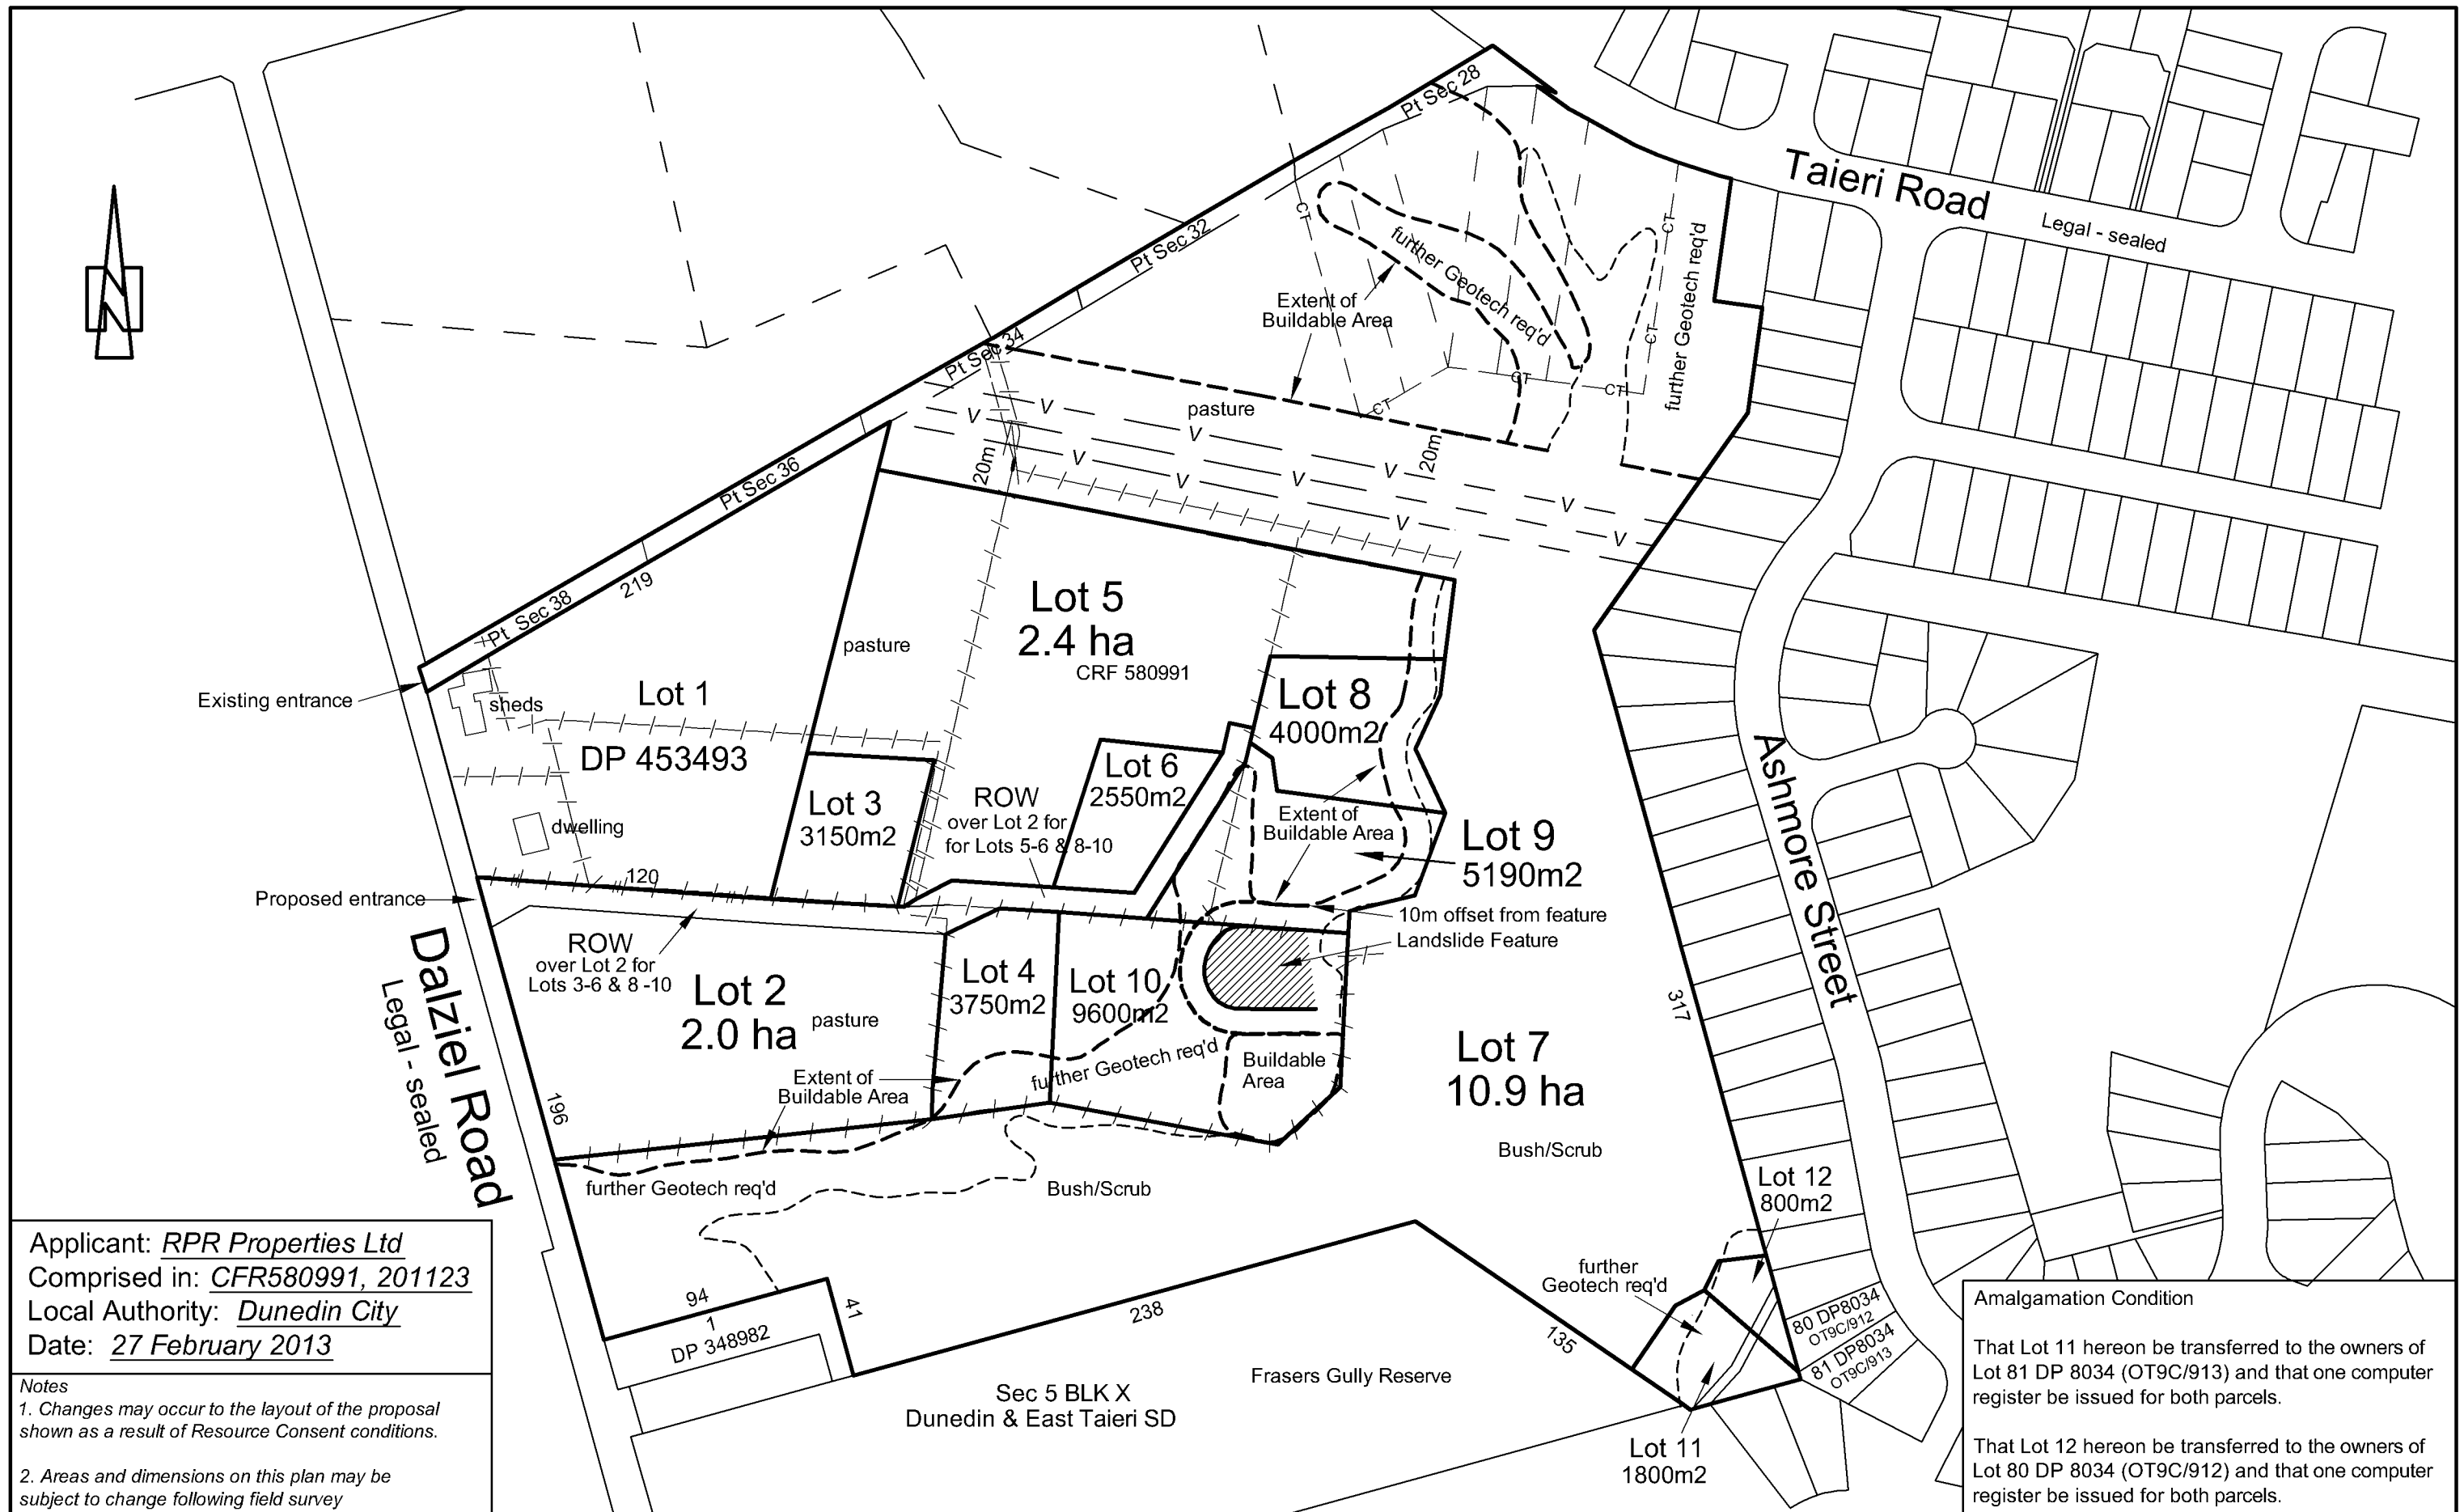 Pt Sec 28
Taieri Road
Legal - sealed
N
Pt Sec 32
CT
further Geotech req'd
CT
further Geotech req'd
Extent of
Buildable Area
CT
Pt Sec 34
CT
CT
CT
pasture
V
V
V
V
V
V
V
V
V
V
20m
20m
Pt Sec 36
219
Pt Sec 38
Lot 5
2.4 ha
CRF 580991
pasture
Existing entrance
sheds
Lot 1
DP 453493
Lot 8
4000m2
Lot 6
2550m2
Lot 3
3150m2
ROW
over Lot 2 for
for Lots 5-6 & 8-10
Extent of
Buildable Area
Lot 9
5190m2
dwelling
120
Proposed entrance
10m offset from feature
Landslide Feature
Ashmore Street
Dalziel Road
Legal - sealed
ROW
over Lot 2 for
Lots 3-6 & 8 -10
Lot 2
2.0 ha
pasture
Lot 4
3750m2
Lot 10
9600m2
317
further Geotech req'd
Buildable
Area
Lot 7
10.9 ha
Extent of
Buildable Area
196
further Geotech req'd
Bush/Scrub
Bush/Scrub
Lot 12
800m2
further
Geotech req'd
94
1
DP 348982
41
238
135
80 DP8034
OT9C/912
81 DP8034
OT9C/913
Frasers Gully Reserve
Sec 5 BLK X
Dunedin & East Taieri SD
Lot 11
1800m2
Applicant: RPR Properties Ltd
Comprised in: CFR580991, 201123
Local Authority: Dunedin City
Date: 27 February 2013
Notes
1. Changes may occur to the layout of the proposal
shown as a result of Resource Consent conditions.
2. Areas and dimensions on this plan may be
subject to change following field survey
Amalgamation Condition
That Lot 11 hereon be transferred to the owners of
Lot 81 DP 8034 (OT9C/913) and that one computer
register be issued for both parcels.
That Lot 12 hereon be transferred to the owners of
Lot 80 DP 8034 (OT9C/912) and that one computer
register be issued for both parcels.